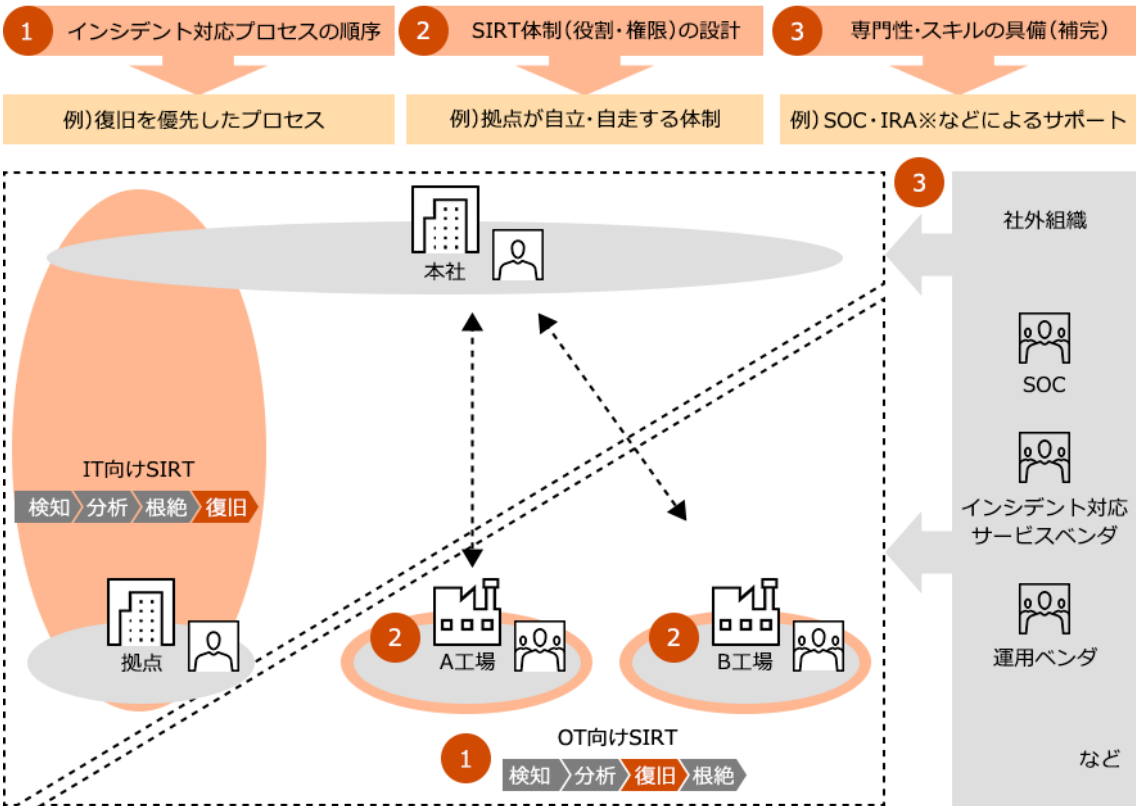 1 インシデント対応プロセスの順序
2 SIRT体制(役割・権限)の設計
3 専門性・スキルの具備(補完)
例)復旧を優先したプロセス
例)拠点が自立・自走する体制
例)SOC・IRA※などによるサポート
本社
IT向けSIRT
検知 分析 根絶 復旧
拠点
2 A工場
2 B工場
OT向けSIRT
1 検知 分析 復旧 根絶
3
社外組織
SOC
インシデント対応
サービスベンダ
運用ベンダ
など